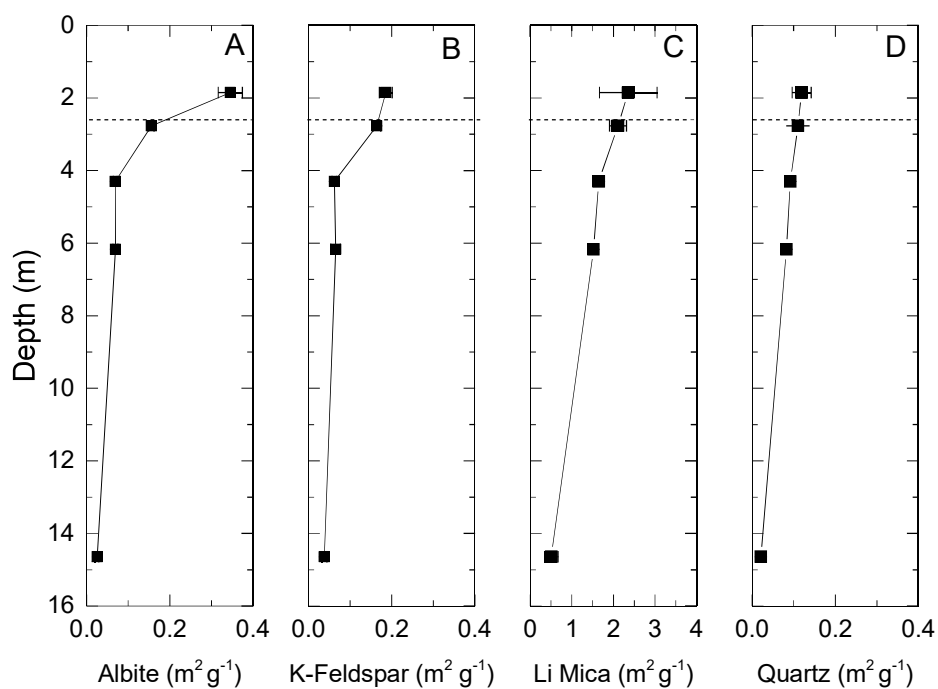 A
B
C
D
0
2
4
6
8
10
12
14
16
Depth (m)
0.0 0.2 0.4
0.0 0.2 0.4
0 1 2 3 4
0.0 0.2 0.4
Albite (m² g⁻¹)
K-Feldspar (m² g⁻¹)
Li Mica (m² g⁻¹)
Quartz (m² g⁻¹)